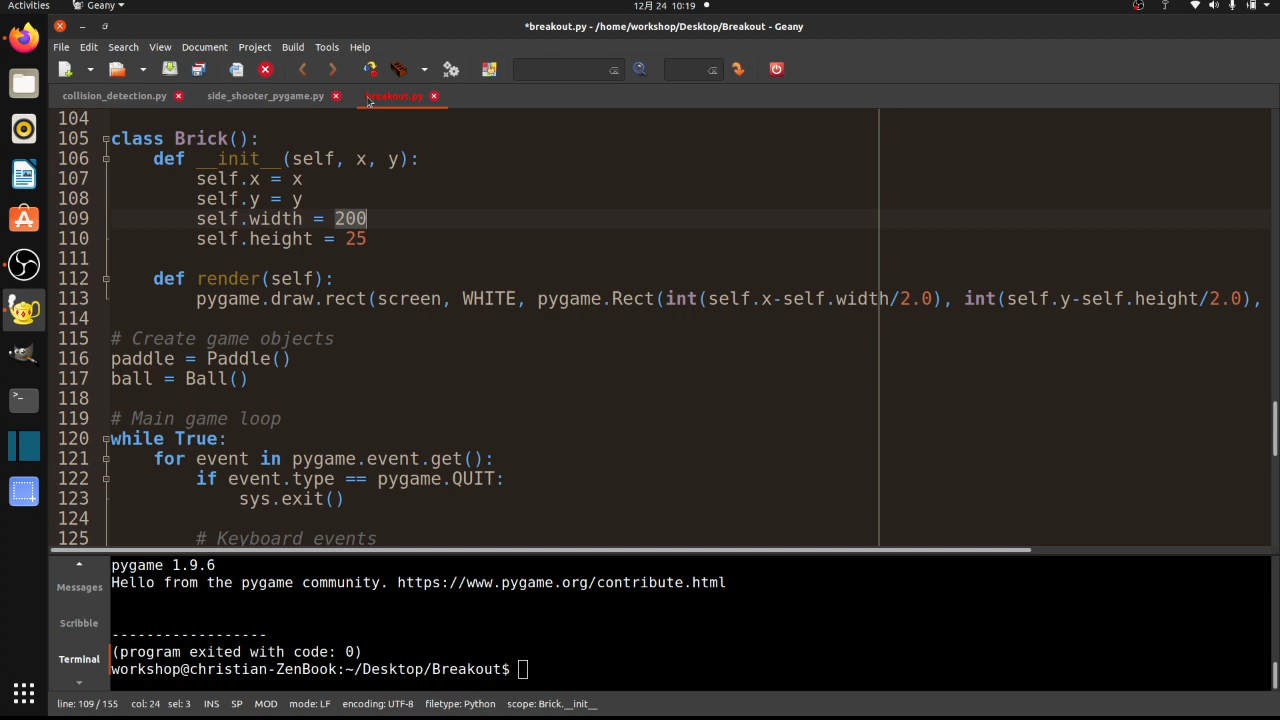 Activities Geany 12月 24 10:19
*breakout.py - /home/workshop/Desktop/Breakout - Geany
File Edit Search View Document Project Build Tools Help
collision_detection.py side_shooter_pygame.py breakout.py
104
105 class Brick():
106 def __init__(self, x, y):
107 self.x = x
108 self.y = y
109 self.width = 200
110 self.height = 25
111
112 def render(self):
113 pygame.draw.rect(screen, WHITE, pygame.Rect(int(self.x-self.width/2.0), int(self.y-self.height/2.0),
114
115 # Create game objects
116 paddle = Paddle()
117 ball = Ball()
118
119 # Main game loop
120 while True:
121 for event in pygame.event.get():
122 if event.type == pygame.QUIT:
123 sys.exit()
124
125 # Keyboard events
pygame 1.9.6
Messages
Hello from the pygame community. https://www.pygame.org/contribute.html
Scribble
------------------
(program exited with code: 0)
Terminal
workshop@christian-ZenBook:~/Desktop/Breakout$
line: 109 / 155 col: 24 sel: 3 INS SP MOD mode: LF encoding: UTF-8 filetype: Python scope: Brick.__init__